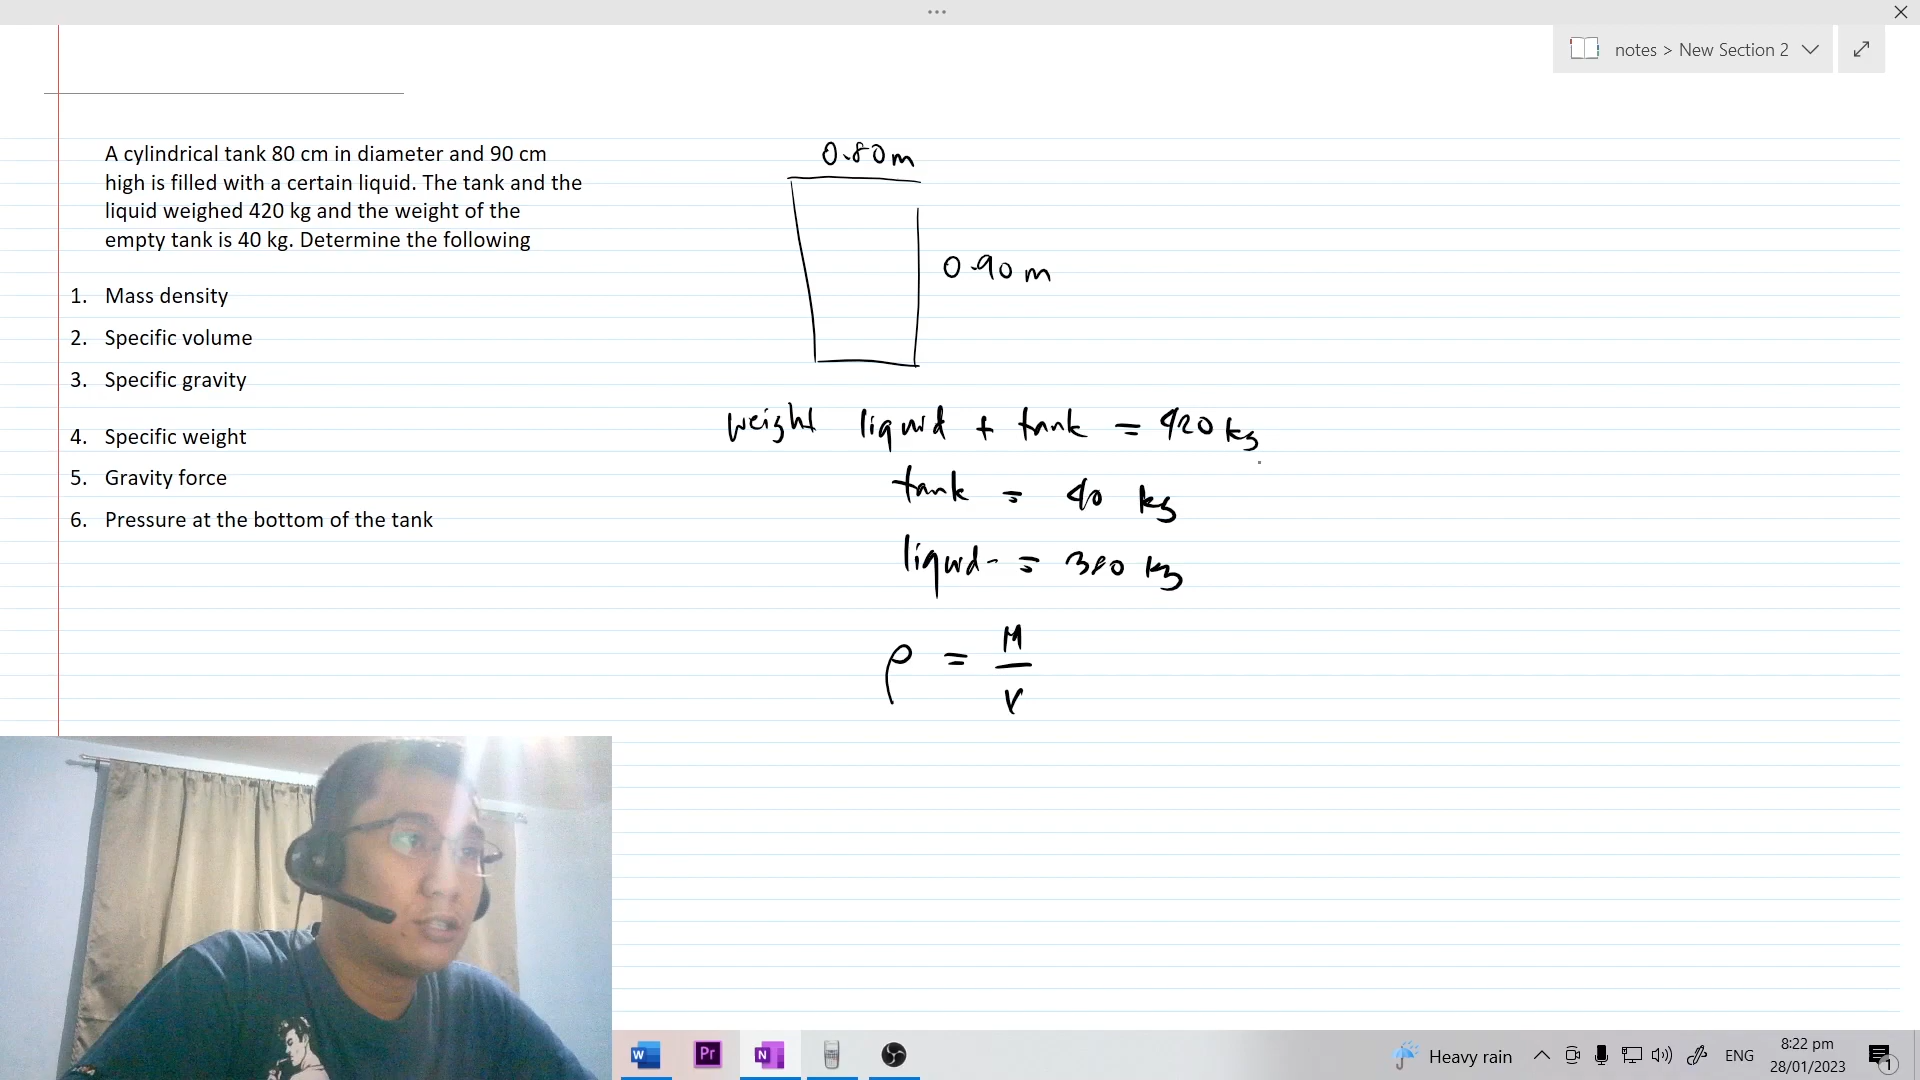 notes > New Section 2
A cylindrical tank 80 cm in diameter and 90 cm
high is filled with a certain liquid. The tank and the
liquid weighed 420 kg and the weight of the
empty tank is 40 kg. Determine the following
1. Mass density
2. Specific volume
3. Specific gravity
4. Specific weight
5. Gravity force
6. Pressure at the bottom of the tank
0.80 m
0.90 m
weight liquid + tank = 420 kg
tank = 40 kg
liquid = 380 kg
ρ = M
V
W
Pr
N
Heavy rain
ENG
8:22 pm
28/01/2023
1